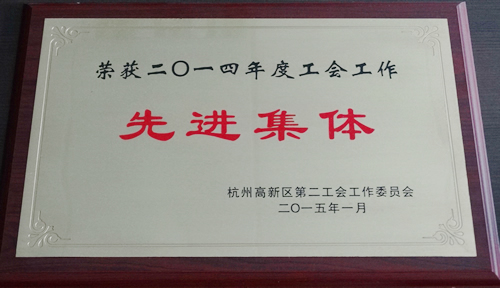 荣获二〇一四年度工会工作
先进集体
杭州高新区第二工会工作委员会
二〇一五年一月